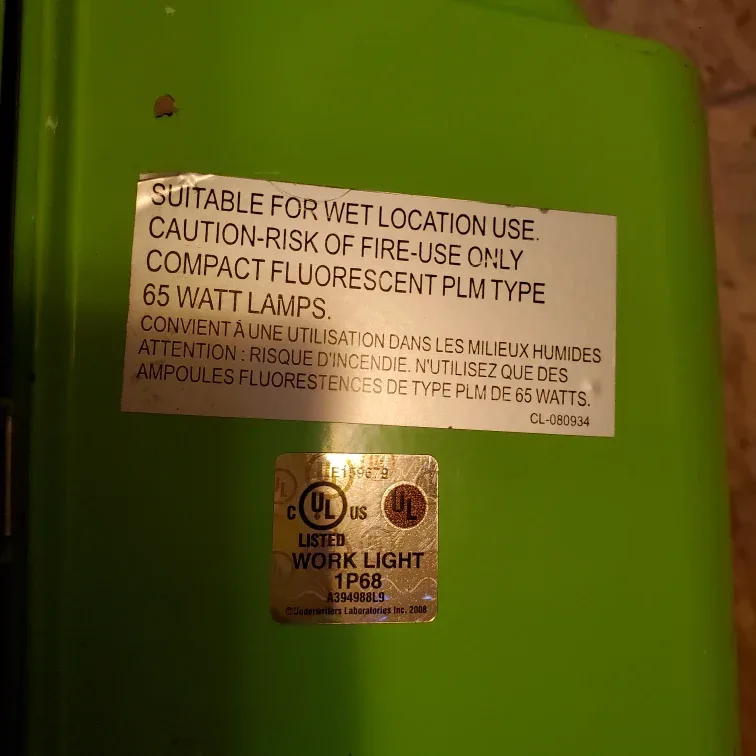 SUITABLE FOR WET LOCATION USE.
CAUTION-RISK OF FIRE-USE ONLY
COMPACT FLUORESCENT PLM TYPE
65 WATT LAMPS.
CONVIENT À UNE UTILISATION DANS LES MILIEUX HUMIDES
ATTENTION : RISQUE D'INCENDIE. N'UTILISEZ QUE DES
AMPOULES FLUORESTENCES DE TYPE PLM DE 65 WATTS.
CL-080934
C UL US UL
LISTED
WORK LIGHT
1P68
A394988L9
©Underwriters Laboratories Inc. 2008